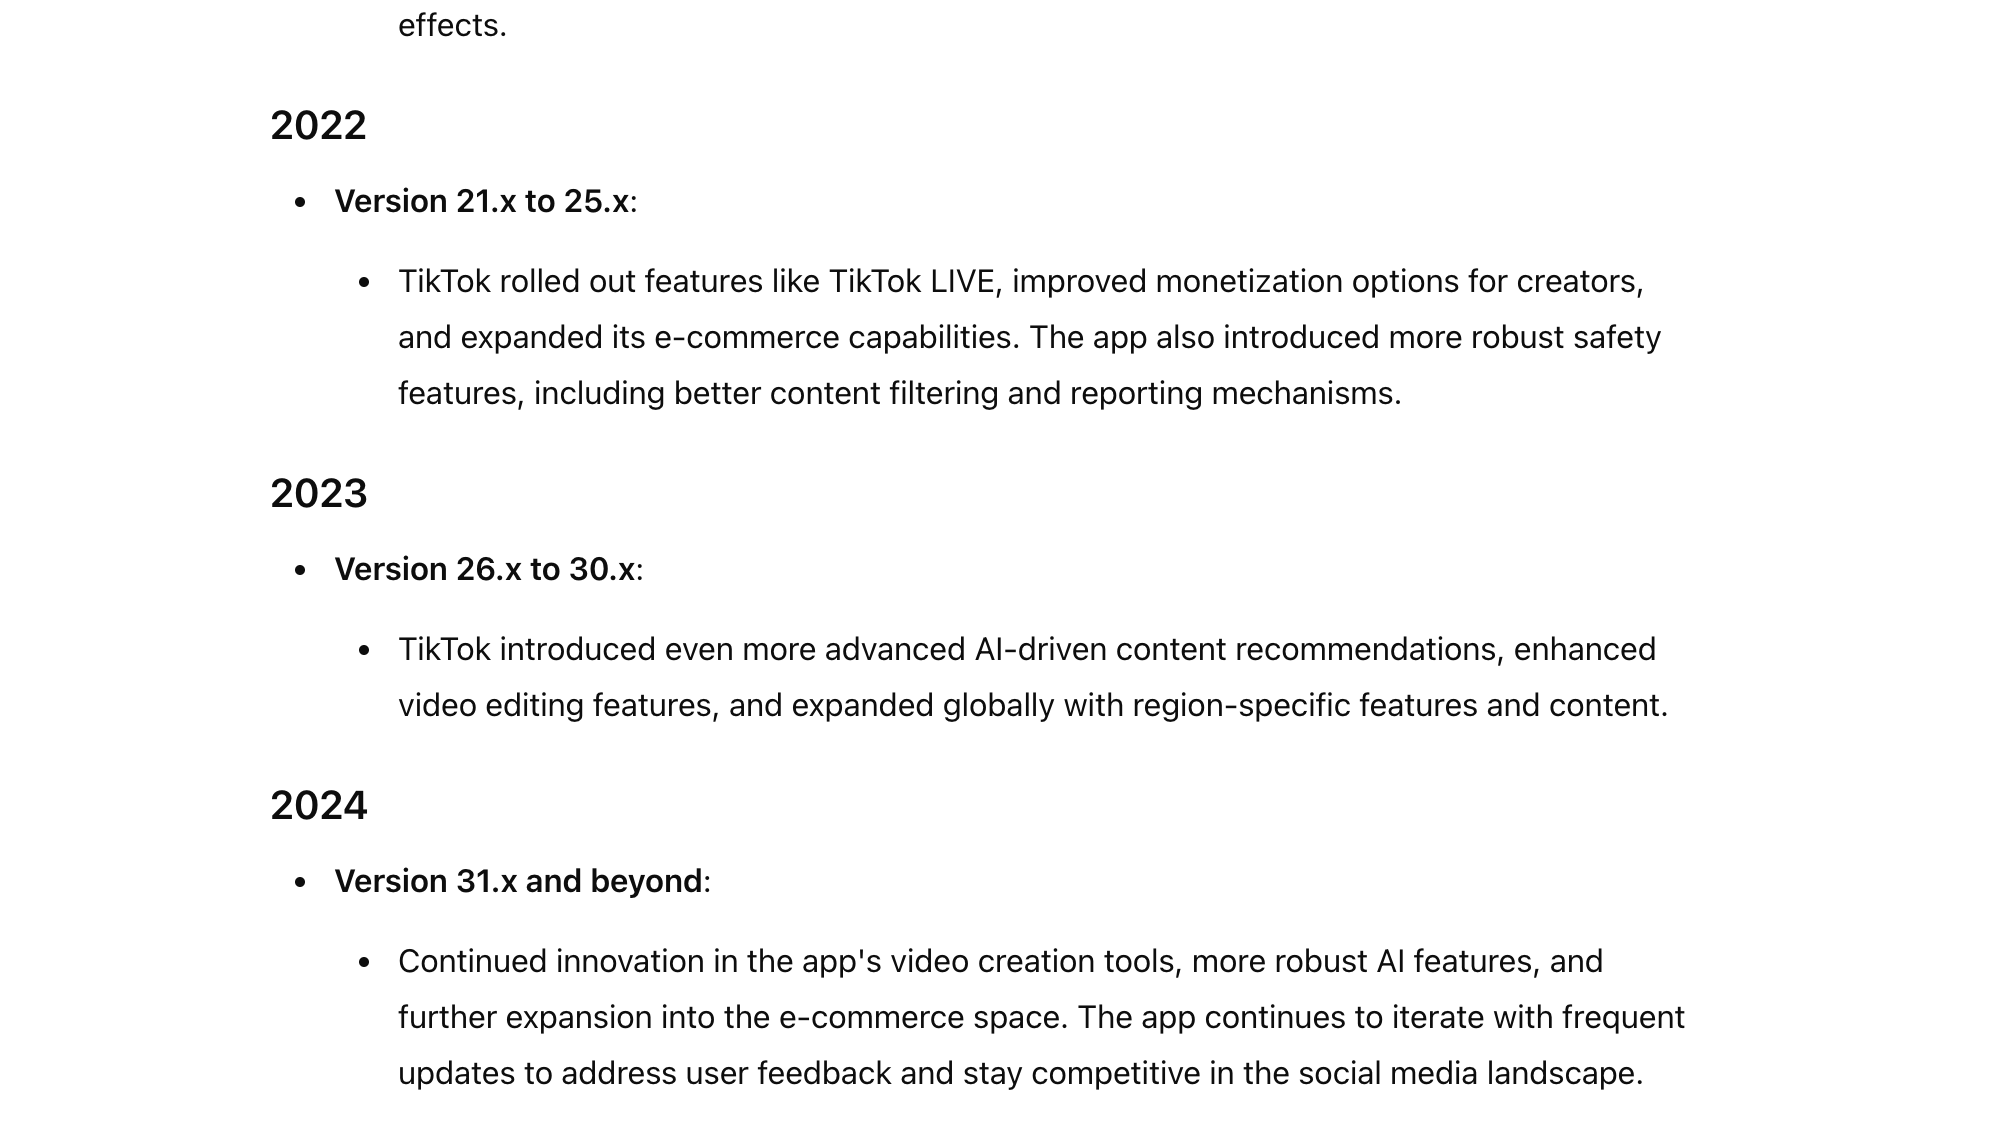 effects.
2022
• Version 21.x to 25.x:
• TikTok rolled out features like TikTok LIVE, improved monetization options for creators,
and expanded its e-commerce capabilities. The app also introduced more robust safety
features, including better content filtering and reporting mechanisms.
2023
• Version 26.x to 30.x:
• TikTok introduced even more advanced AI-driven content recommendations, enhanced
video editing features, and expanded globally with region-specific features and content.
2024
• Version 31.x and beyond:
• Continued innovation in the app's video creation tools, more robust AI features, and
further expansion into the e-commerce space. The app continues to iterate with frequent
updates to address user feedback and stay competitive in the social media landscape.